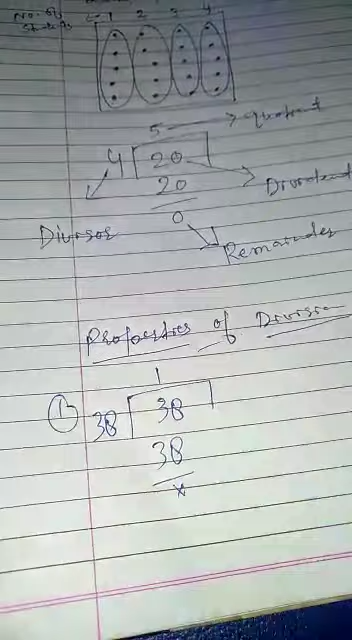 No. of
Students 1 2 3 4
5 → quotient
4 20 Dividend
20
Divisor 0 Remainder
Properties of Division
1
① 38 38
38
x